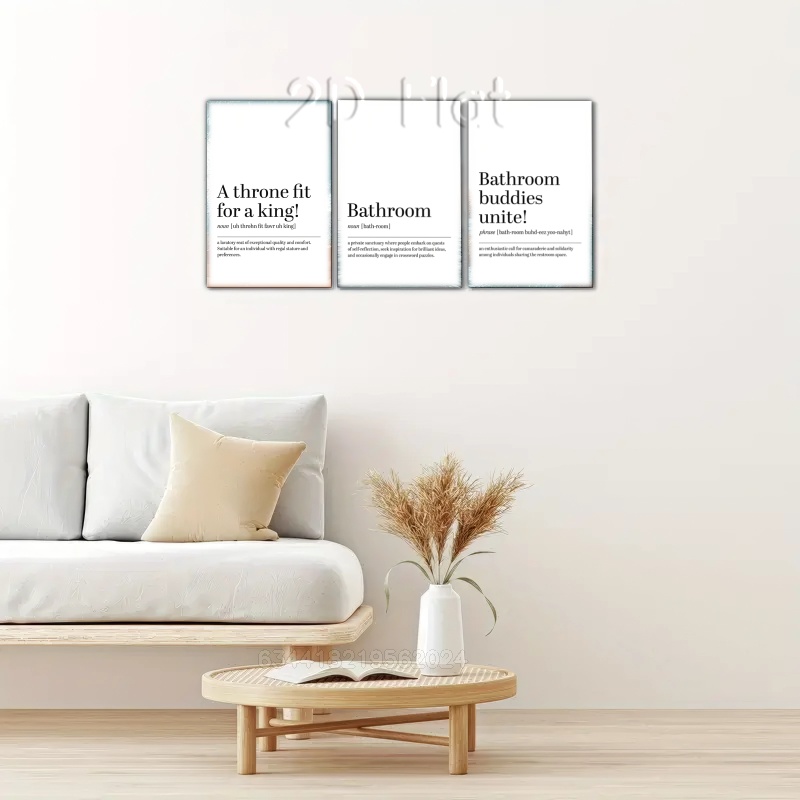 2D Flat
A throne fit
for a king!
noun [uh throhn fit fawr uh king]
a luxury seat of exceptional quality and comfort.
Suitable for an individual with regal stature and
preferences.
Bathroom
noun [bath-room]
a private sanctuary where people embark on quests
of self-reflection, seek inspiration for brilliant ideas,
and occasionally engage in crossword puzzles.
Bathroom
buddies
unite!
phrase [bath-room buhd-eez yoo-nahyt]
an enthusiastic call for camaraderie and solidarity
among individuals sharing the restroom space.